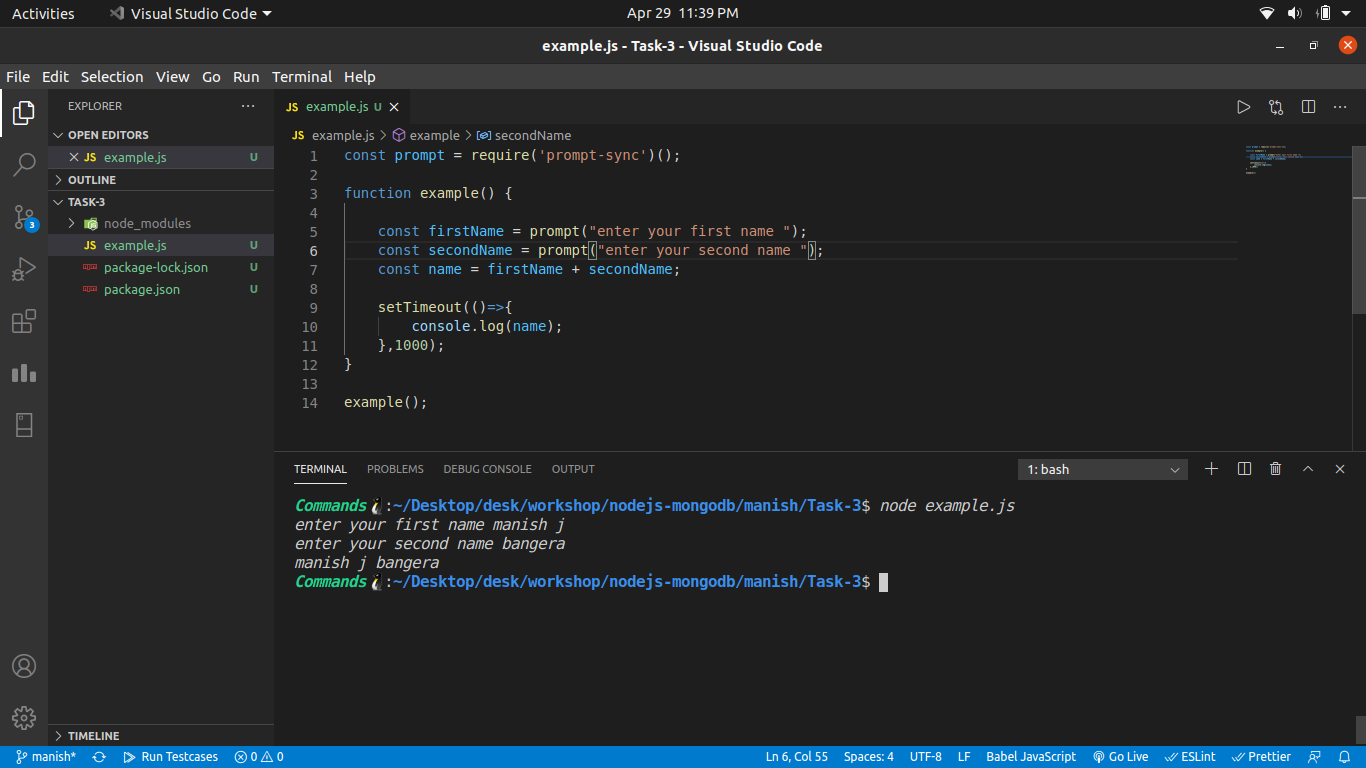 Activities Visual Studio Code Apr 29 11:39 PM
example.js - Task-3 - Visual Studio Code
File Edit Selection View Go Run Terminal Help
EXPLORER
OPEN EDITORS
JS example.js U
OUTLINE
TASK-3
node_modules
JS example.js U
package-lock.json U
package.json U
TIMELINE
3
JS example.js U
JS example.js > example > secondName
1 const prompt = require('prompt-sync')();
2
3 function example() {
4
5 const firstName = prompt("enter your first name ");
6 const secondName = prompt("enter your second name ");
7 const name = firstName + secondName;
8
9 setTimeout(()=>{
10 console.log(name);
11 },1000);
12 }
13
14 example();
TERMINAL PROBLEMS DEBUG CONSOLE OUTPUT 1: bash
Commands:~/Desktop/desk/workshop/nodejs-mongodb/manish/Task-3$ node example.js
enter your first name manish j
enter your second name bangera
manish j bangera
Commands:~/Desktop/desk/workshop/nodejs-mongodb/manish/Task-3$
manish* Run Testcases 0 0 Ln 6, Col 55 Spaces: 4 UTF-8 LF Babel JavaScript Go Live ESLint Prettier